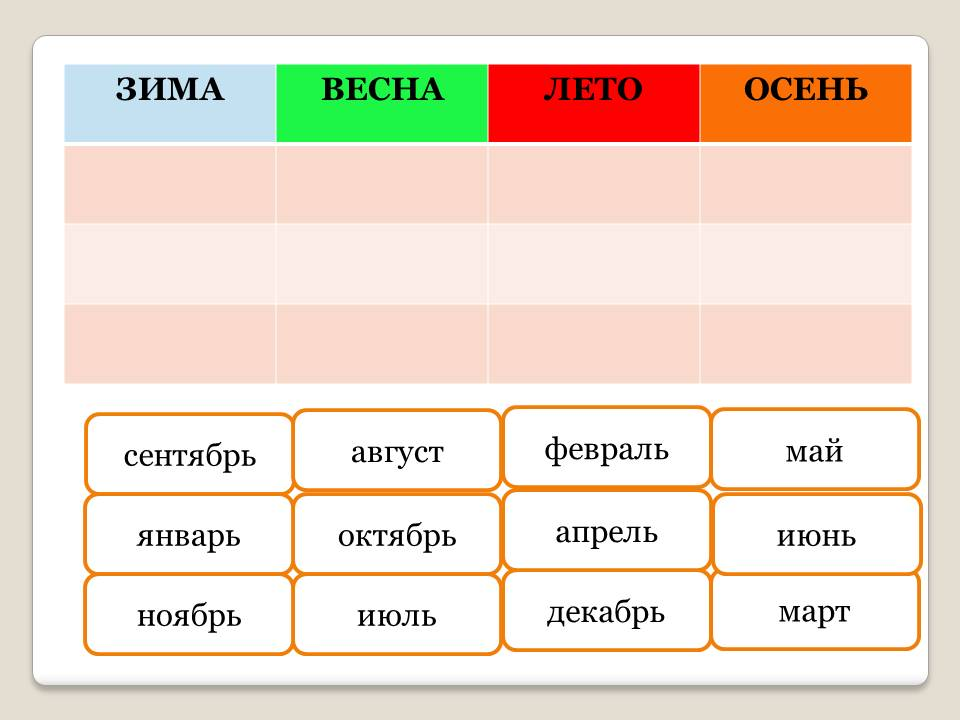 ЗИМА ВЕСНА ЛЕТО ОСЕНЬ
сентябрь август февраль май
январь октябрь апрель июнь
ноябрь июль декабрь март